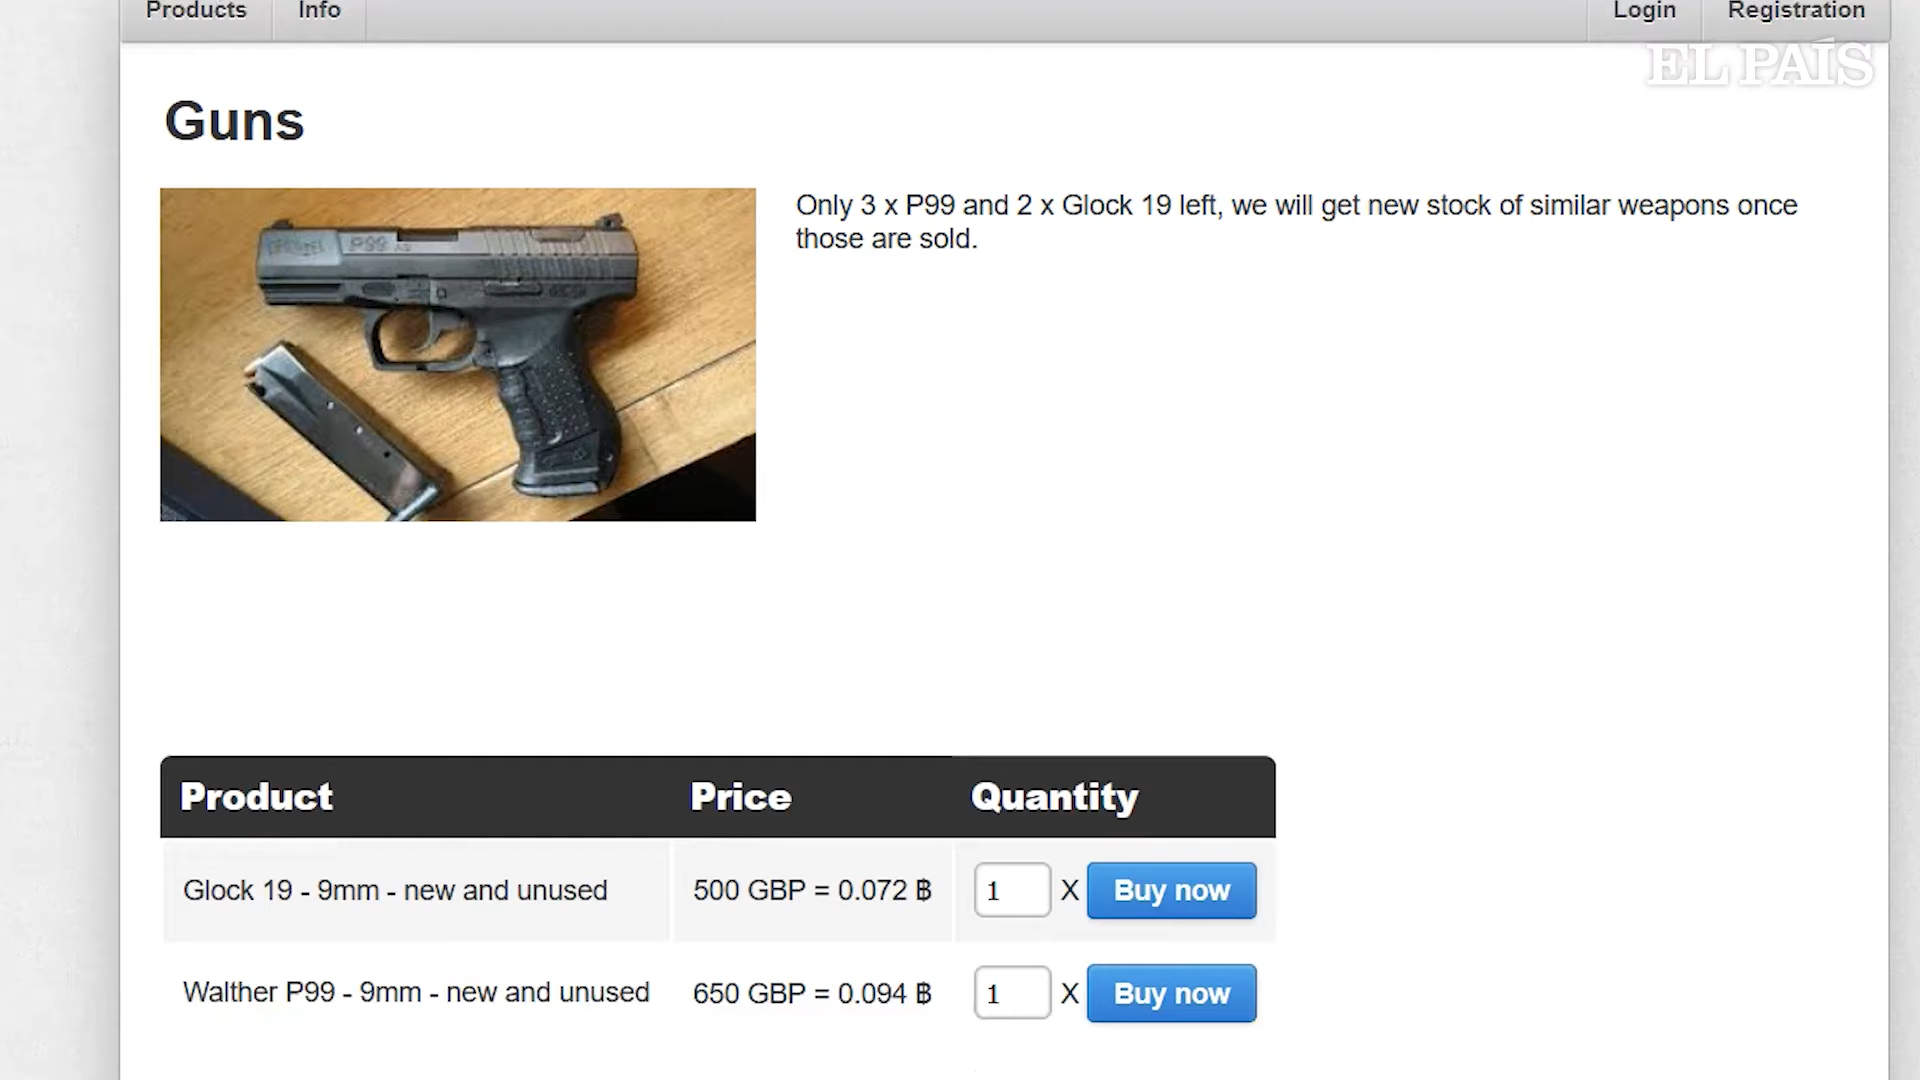 Products
Info
Login
Registration
EL PAÍS
Guns
P99
Only 3 x P99 and 2 x Glock 19 left, we will get new stock of similar weapons once
those are sold.
Product Price Quantity
Glock 19 - 9mm - new and unused 500 GBP = 0.072 ฿ 1 X Buy now
Walther P99 - 9mm - new and unused 650 GBP = 0.094 ฿ 1 X Buy now